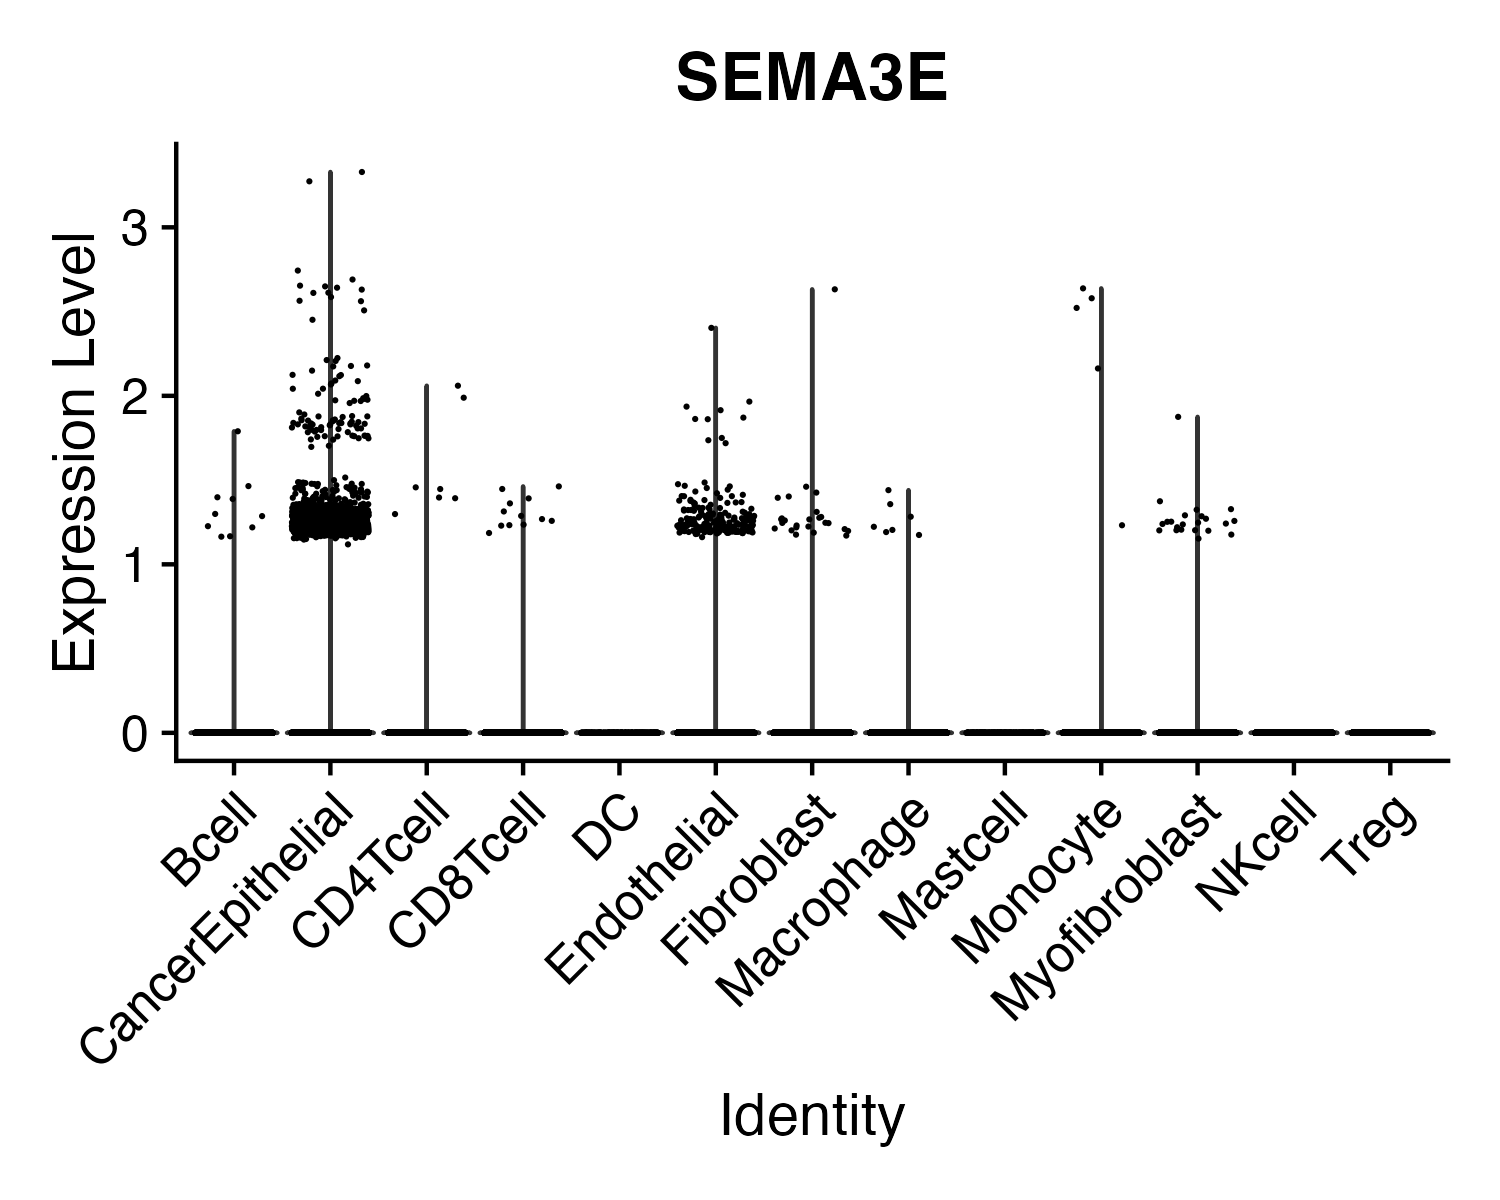 SEMA3E
Expression Level
3
2
1
0
Bcell
CancerEpithelial
CD4Tcell
CD8Tcell
DC
Endothelial
Fibroblast
Macrophage
Mastcell
Monocyte
Myofibroblast
NKcell
Treg
Identity